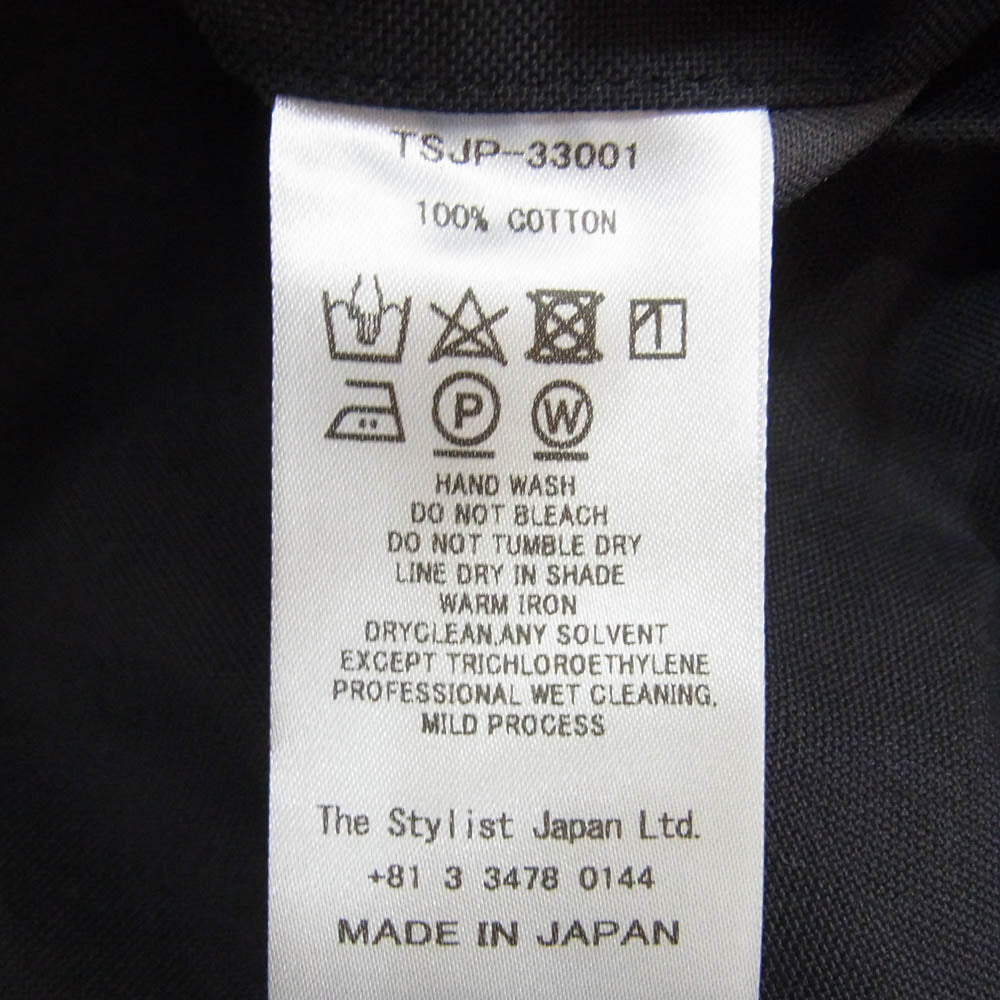 TSJP-33001
100% COTTON
P W
HAND WASH
DO NOT BLEACH
DO NOT TUMBLE DRY
LINE DRY IN SHADE
WARM IRON
DRYCLEAN.ANY SOLVENT
EXCEPT TRICHLOROETHYLENE
PROFESSIONAL WET CLEANING.
MILD PROCESS
The Stylist Japan Ltd.
+81 3 3478 0144
MADE IN JAPAN